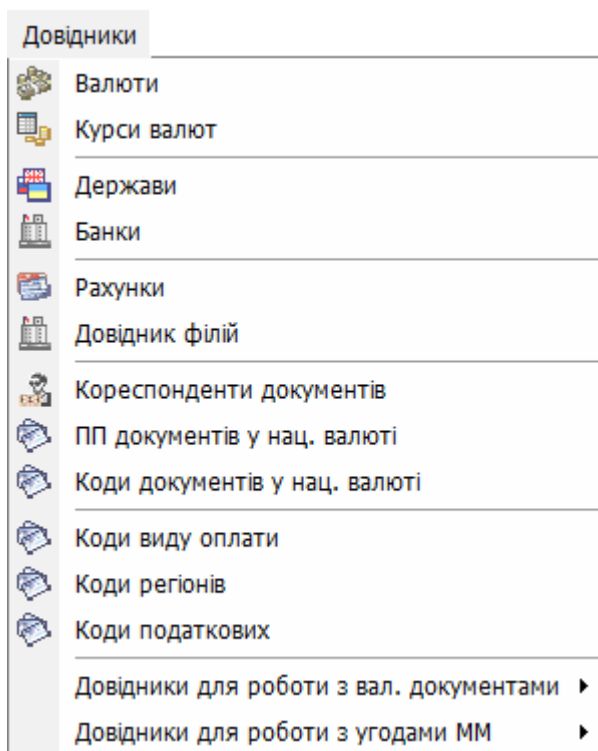 Довідники
Валюти
Курси валют
Держави
Банки
Рахунки
Довідник філій
Кореспонденти документів
ПП документів у нац. валюті
Коди документів у нац. валюті
Коди виду оплати
Коди регіонів
Коди податкових
Довідники для роботи з вал. документами
Довідники для роботи з угодами ММ